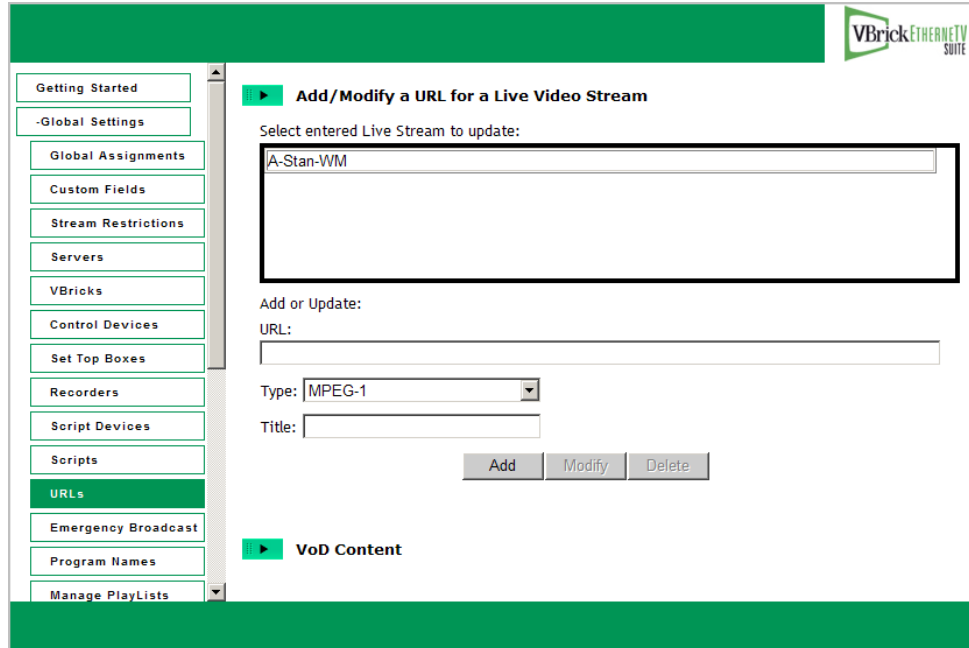 VBrick ETHERNETV
SUITE
Getting Started
-Global Settings
Global Assignments
Custom Fields
Stream Restrictions
Servers
VBricks
Control Devices
Set Top Boxes
Recorders
Script Devices
Scripts
URLs
Emergency Broadcast
Program Names
Manage PlayLists
Add/Modify a URL for a Live Video Stream
Select entered Live Stream to update:
A-Stan-WM
Add or Update:
URL:
Type: MPEG-1
Title:
Add Modify Delete
VoD Content